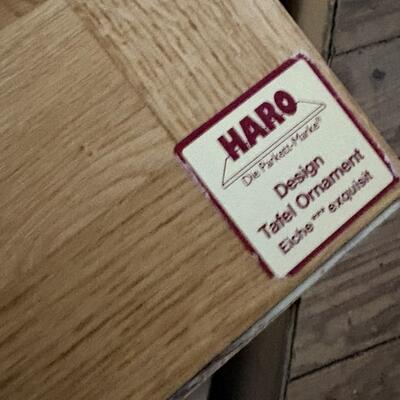 HARO
Die Parkett-Marke®
Design
Tafel Ornament
Eiche *** exquisit